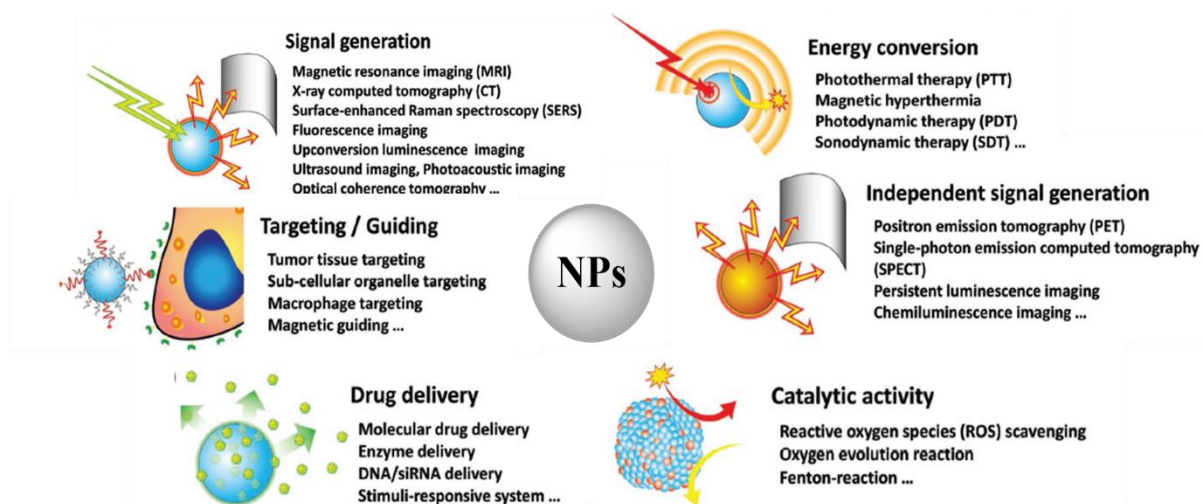 Signal generation
Magnetic resonance imaging (MRI)
X-ray computed tomography (CT)
Surface-enhanced Raman spectroscopy (SERS)
Fluorescence imaging
Upconversion luminescence imaging
Ultrasound imaging, Photoacoustic imaging
Optical coherence tomography ...
Energy conversion
Photothermal therapy (PTT)
Magnetic hyperthermia
Photodynamic therapy (PDT)
Sonodynamic therapy (SDT) ...
Targeting / Guiding
Tumor tissue targeting
Sub-cellular organelle targeting
Macrophage targeting
Magnetic guiding ...
NPs
Independent signal generation
Positron emission tomography (PET)
Single-photon emission computed tomography
(SPECT)
Persistent luminescence imaging
Chemiluminescence imaging ...
Drug delivery
Molecular drug delivery
Enzyme delivery
DNA/siRNA delivery
Stimuli-responsive system ...
Catalytic activity
Reactive oxygen species (ROS) scavenging
Oxygen evolution reaction
Fenton-reaction ...